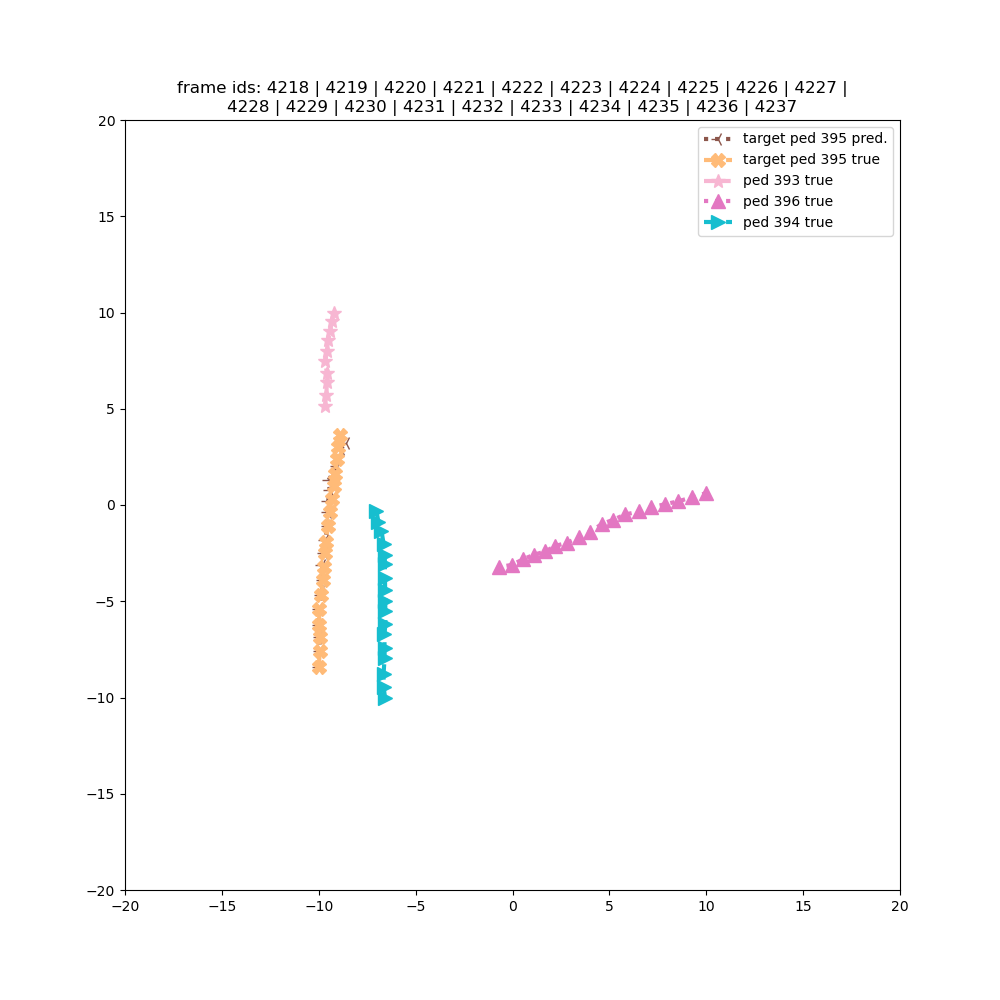 frame ids: 4218 | 4219 | 4220 | 4221 | 4222 | 4223 | 4224 | 4225 | 4226 | 4227 |
4228 | 4229 | 4230 | 4231 | 4232 | 4233 | 4234 | 4235 | 4236 | 4237
target ped 395 pred.
target ped 395 true
ped 393 true
ped 396 true
ped 394 true
20
15
10
5
0
−5
−10
−15
−20
−20 −15 −10 −5 0 5 10 15 20